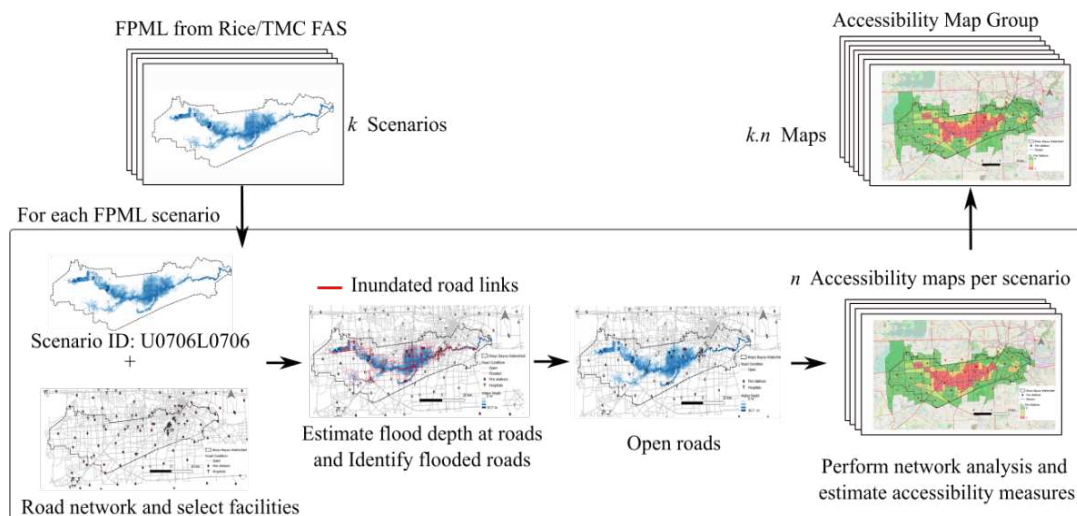 FPML from Rice/TMC FAS
k Scenarios
Accessibility Map Group
k.n Maps
For each FPML scenario
Scenario ID: U0706L0706
+
Road network and select facilities
Inundated road links
Estimate flood depth at roads
and Identify flooded roads
Open roads
n Accessibility maps per scenario
Perform network analysis and
estimate accessibility measures